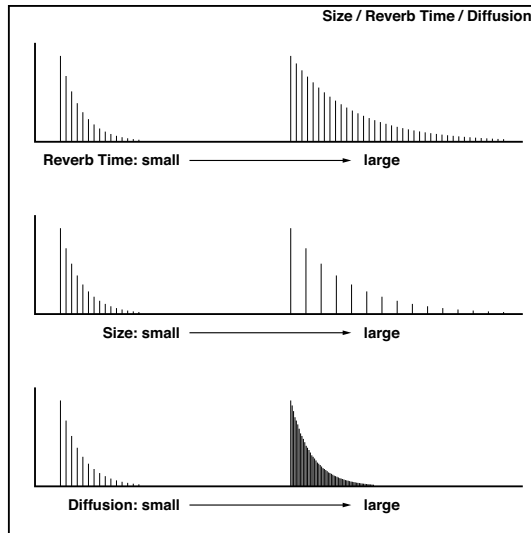 Size / Reverb Time / Diffusion
Reverb Time: small large
Size: small large
Diffusion: small large